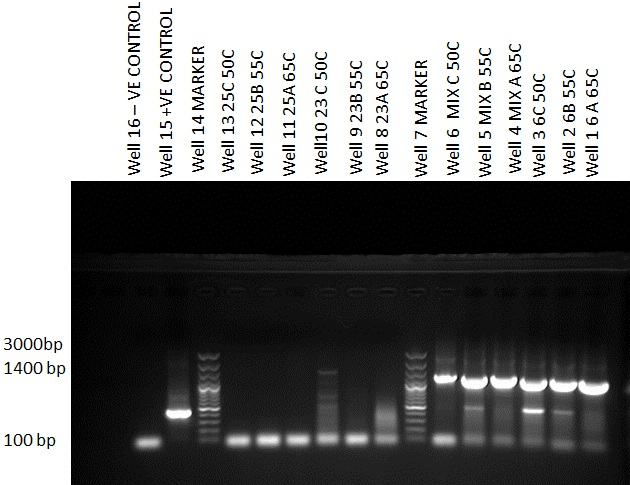 Well 16 – VE CONTROL
Well 15 +VE CONTROL
Well 14 MARKER
Well 13 25C 50C
Well 12 25B 55C
Well 11 25A 65C
Well10 23 C 50C
Well 9 23B 55C
Well 8 23A 65C
Well 7 MARKER
Well 6 MIX C 50C
Well 5 MIX B 55C
Well 4 MIX A 65C
Well 3 6C 50C
Well 2 6B 55C
Well 1 6 A 65C
3000bp
1400 bp
100 bp